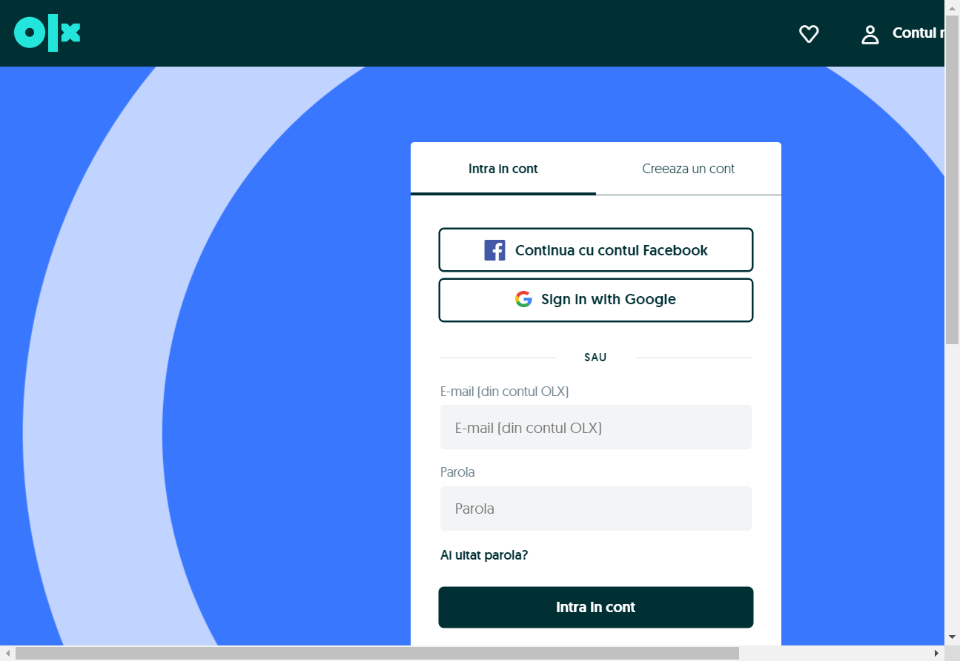 olx
Contul
Intra in cont
Creeaza un cont
Continua cu contul Facebook
Sign in with Google
SAU
E-mail (din contul OLX)
E-mail (din contul OLX)
Parola
Parola
Ai uitat parola?
Intra in cont